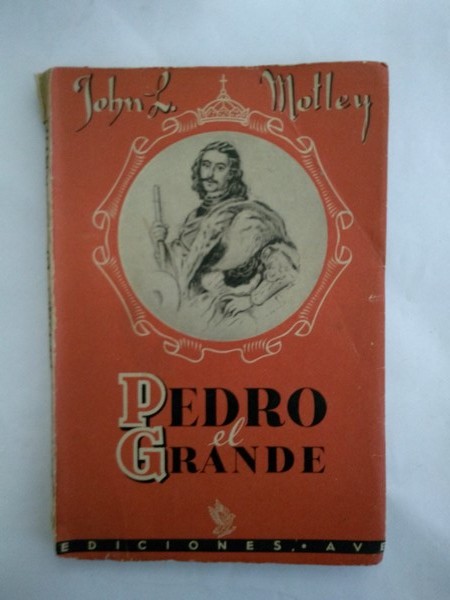 John L. Motley
PEDRO
el
GRANDE
EDICIONES • AVE